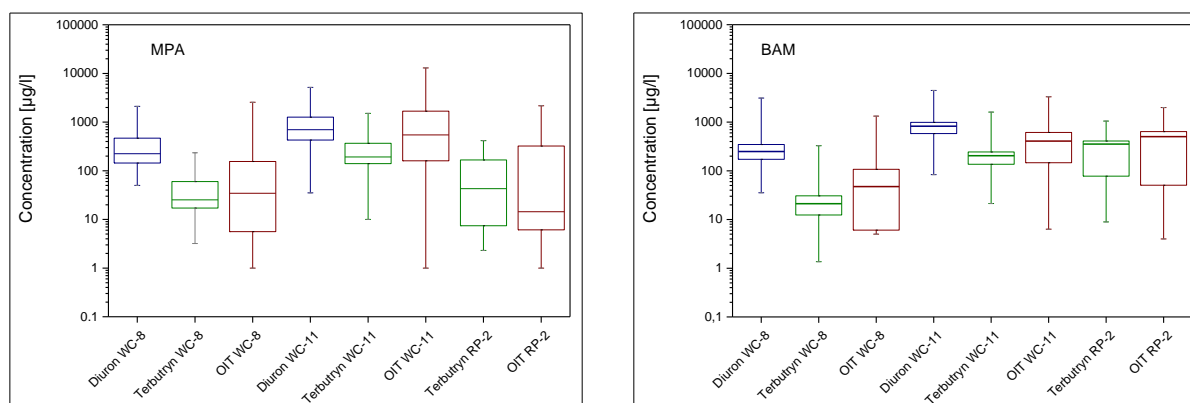 MPA
Concentration [µg/l]
100000
10000
1000
100
10
1
0.1
Diuron WC-8
Terbutryn WC-8
OIT WC-8
Diuron WC-11
Terbutryn WC-11
OIT WC-11
Terbutryn RP-2
OIT RP-2
BAM
Concentration [µg/l]
100000
10000
1000
100
10
1
0,1
Diuron WC-8
Terbutryn WC-8
OIT WC-8
Diuron WC-11
Terbutryn WC-11
OIT WC-11
Terbutryn RP-2
OIT RP-2